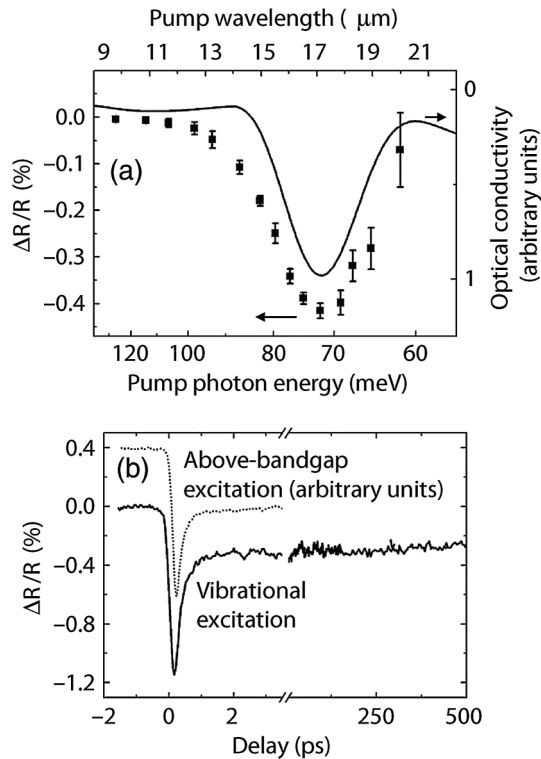 Pump wavelength ( μm)
9 11 13 15 17 19 21
0.0
−0.1
−0.2
−0.3
−0.4
ΔR/R (%)
(a)
0
1
Optical conductivity
(arbitrary units)
120 100 80 70 60
Pump photon energy (meV)
0.4
0.0
−0.4
−0.8
−1.2
ΔR/R (%)
(b)
Above-bandgap
excitation (arbitrary units)
Vibrational
excitation
−2 0 2 250 500
Delay (ps)